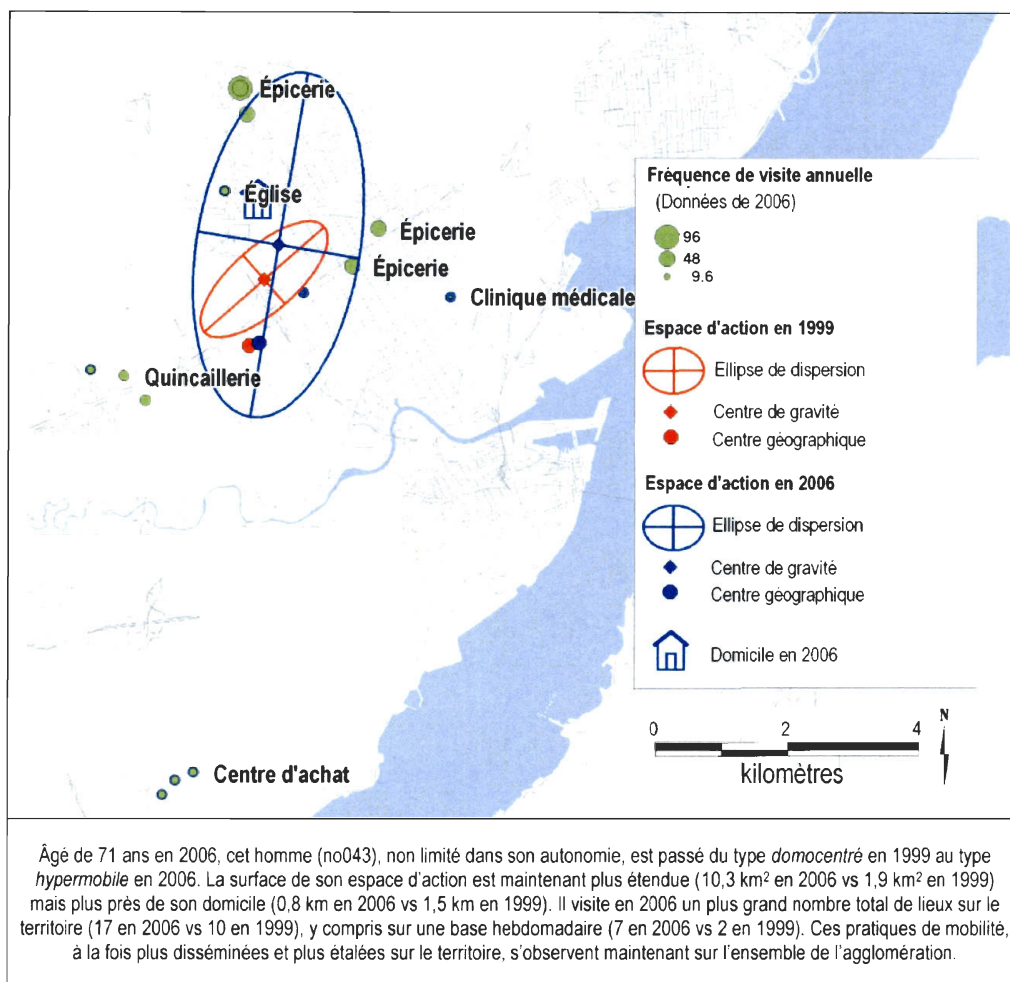 Épicerie
Église
Épicerie
Épicerie
Clinique médicale
Quincaillerie
Centre d'achat
Fréquence de visite annuelle
(Données de 2006)
96
48
9.6
Espace d'action en 1999
Ellipse de dispersion
Centre de gravité
Centre géographique
Espace d'action en 2006
Ellipse de dispersion
Centre de gravité
Centre géographique
Domicile en 2006
0 2 4
N
kilomètres
Âgé de 71 ans en 2006, cet homme (no043), non limité dans son autonomie, est passé du type domocentré en 1999 au type
hypermobile en 2006. La surface de son espace d'action est maintenant plus étendue (10,3 km² en 2006 vs 1,9 km² en 1999)
mais plus près de son domicile (0,8 km en 2006 vs 1,5 km en 1999). Il visite en 2006 un plus grand nombre total de lieux sur le
territoire (17 en 2006 vs 10 en 1999), y compris sur une base hebdomadaire (7 en 2006 vs 2 en 1999). Ces pratiques de mobilité,
à la fois plus disséminées et plus étalées sur le territoire, s'observent maintenant sur l'ensemble de l'agglomération.